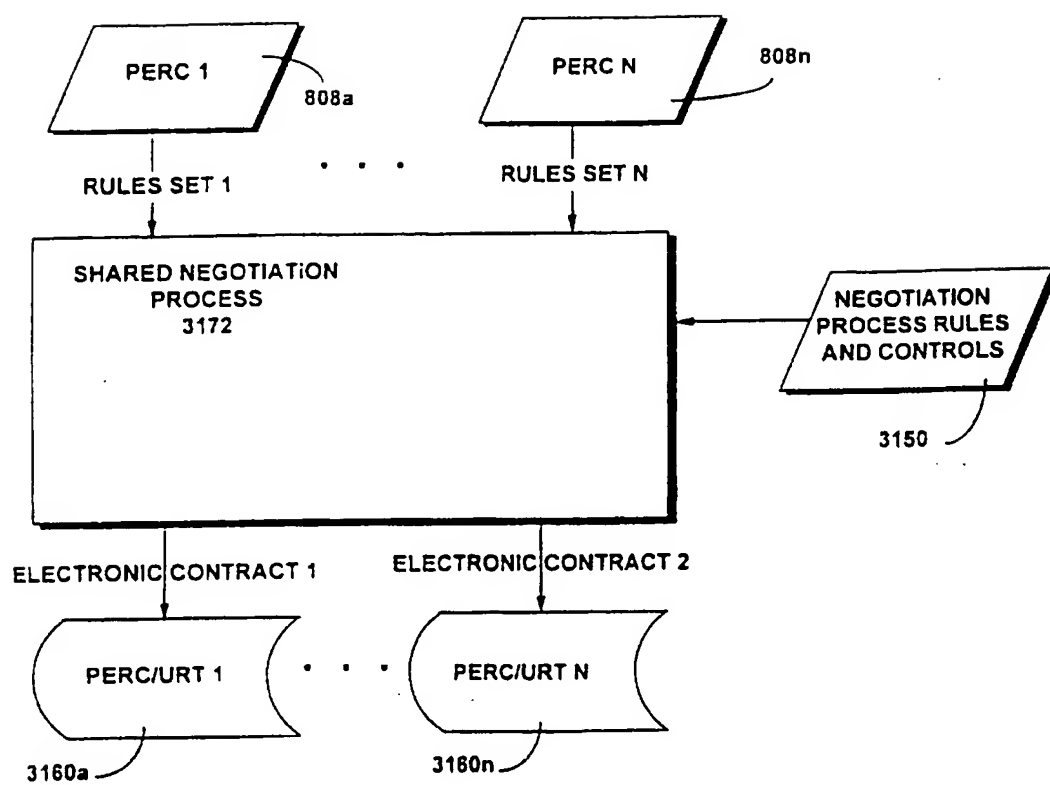 PERC 1
808a
PERC N
808n
RULES SET 1
RULES SET N
SHARED NEGOTIATiON
PROCESS
3172
NEGOTIATION
PROCESS RULES
AND CONTROLS
3150
ELECTRONIC CONTRACT 1
ELECTRONIC CONTRACT 2
PERC/URT 1
PERC/URT N
3160a
3160n